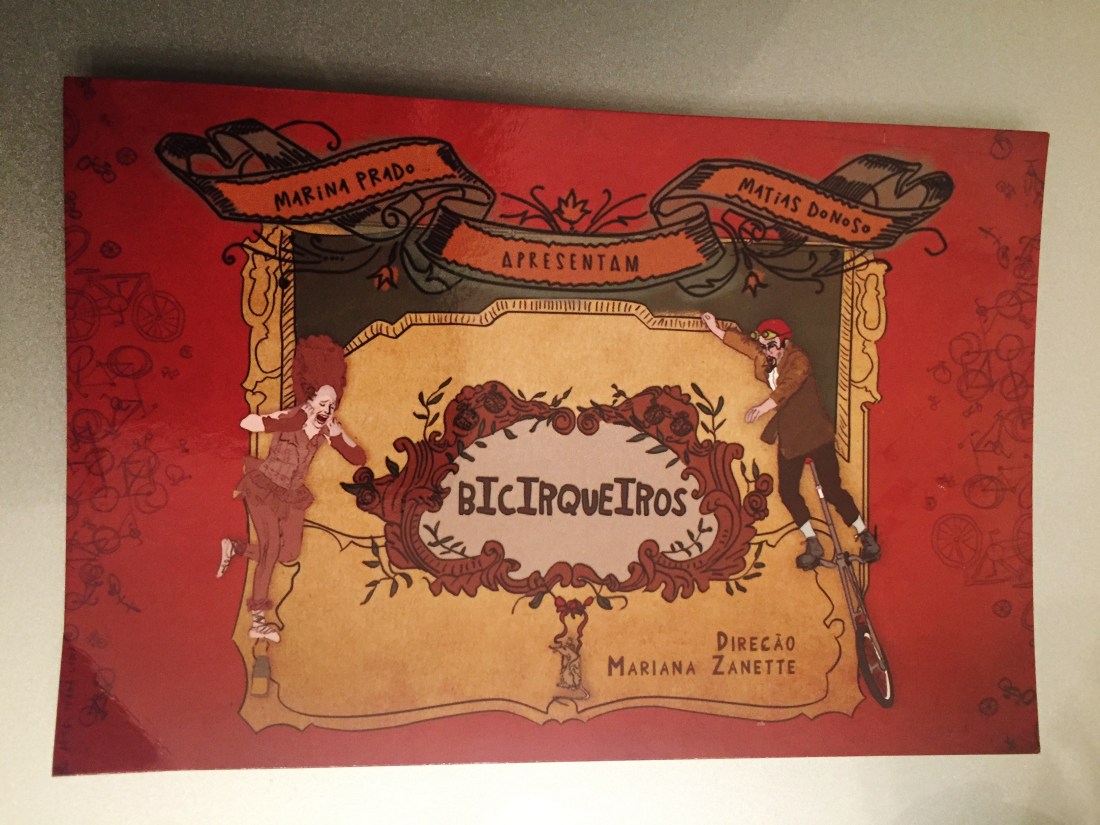 MARINA PRADO
MATIAS DONOSO
APRESENTAM
BICIRQUEIROS
DIREÇÃO
MARIANA ZANETTE